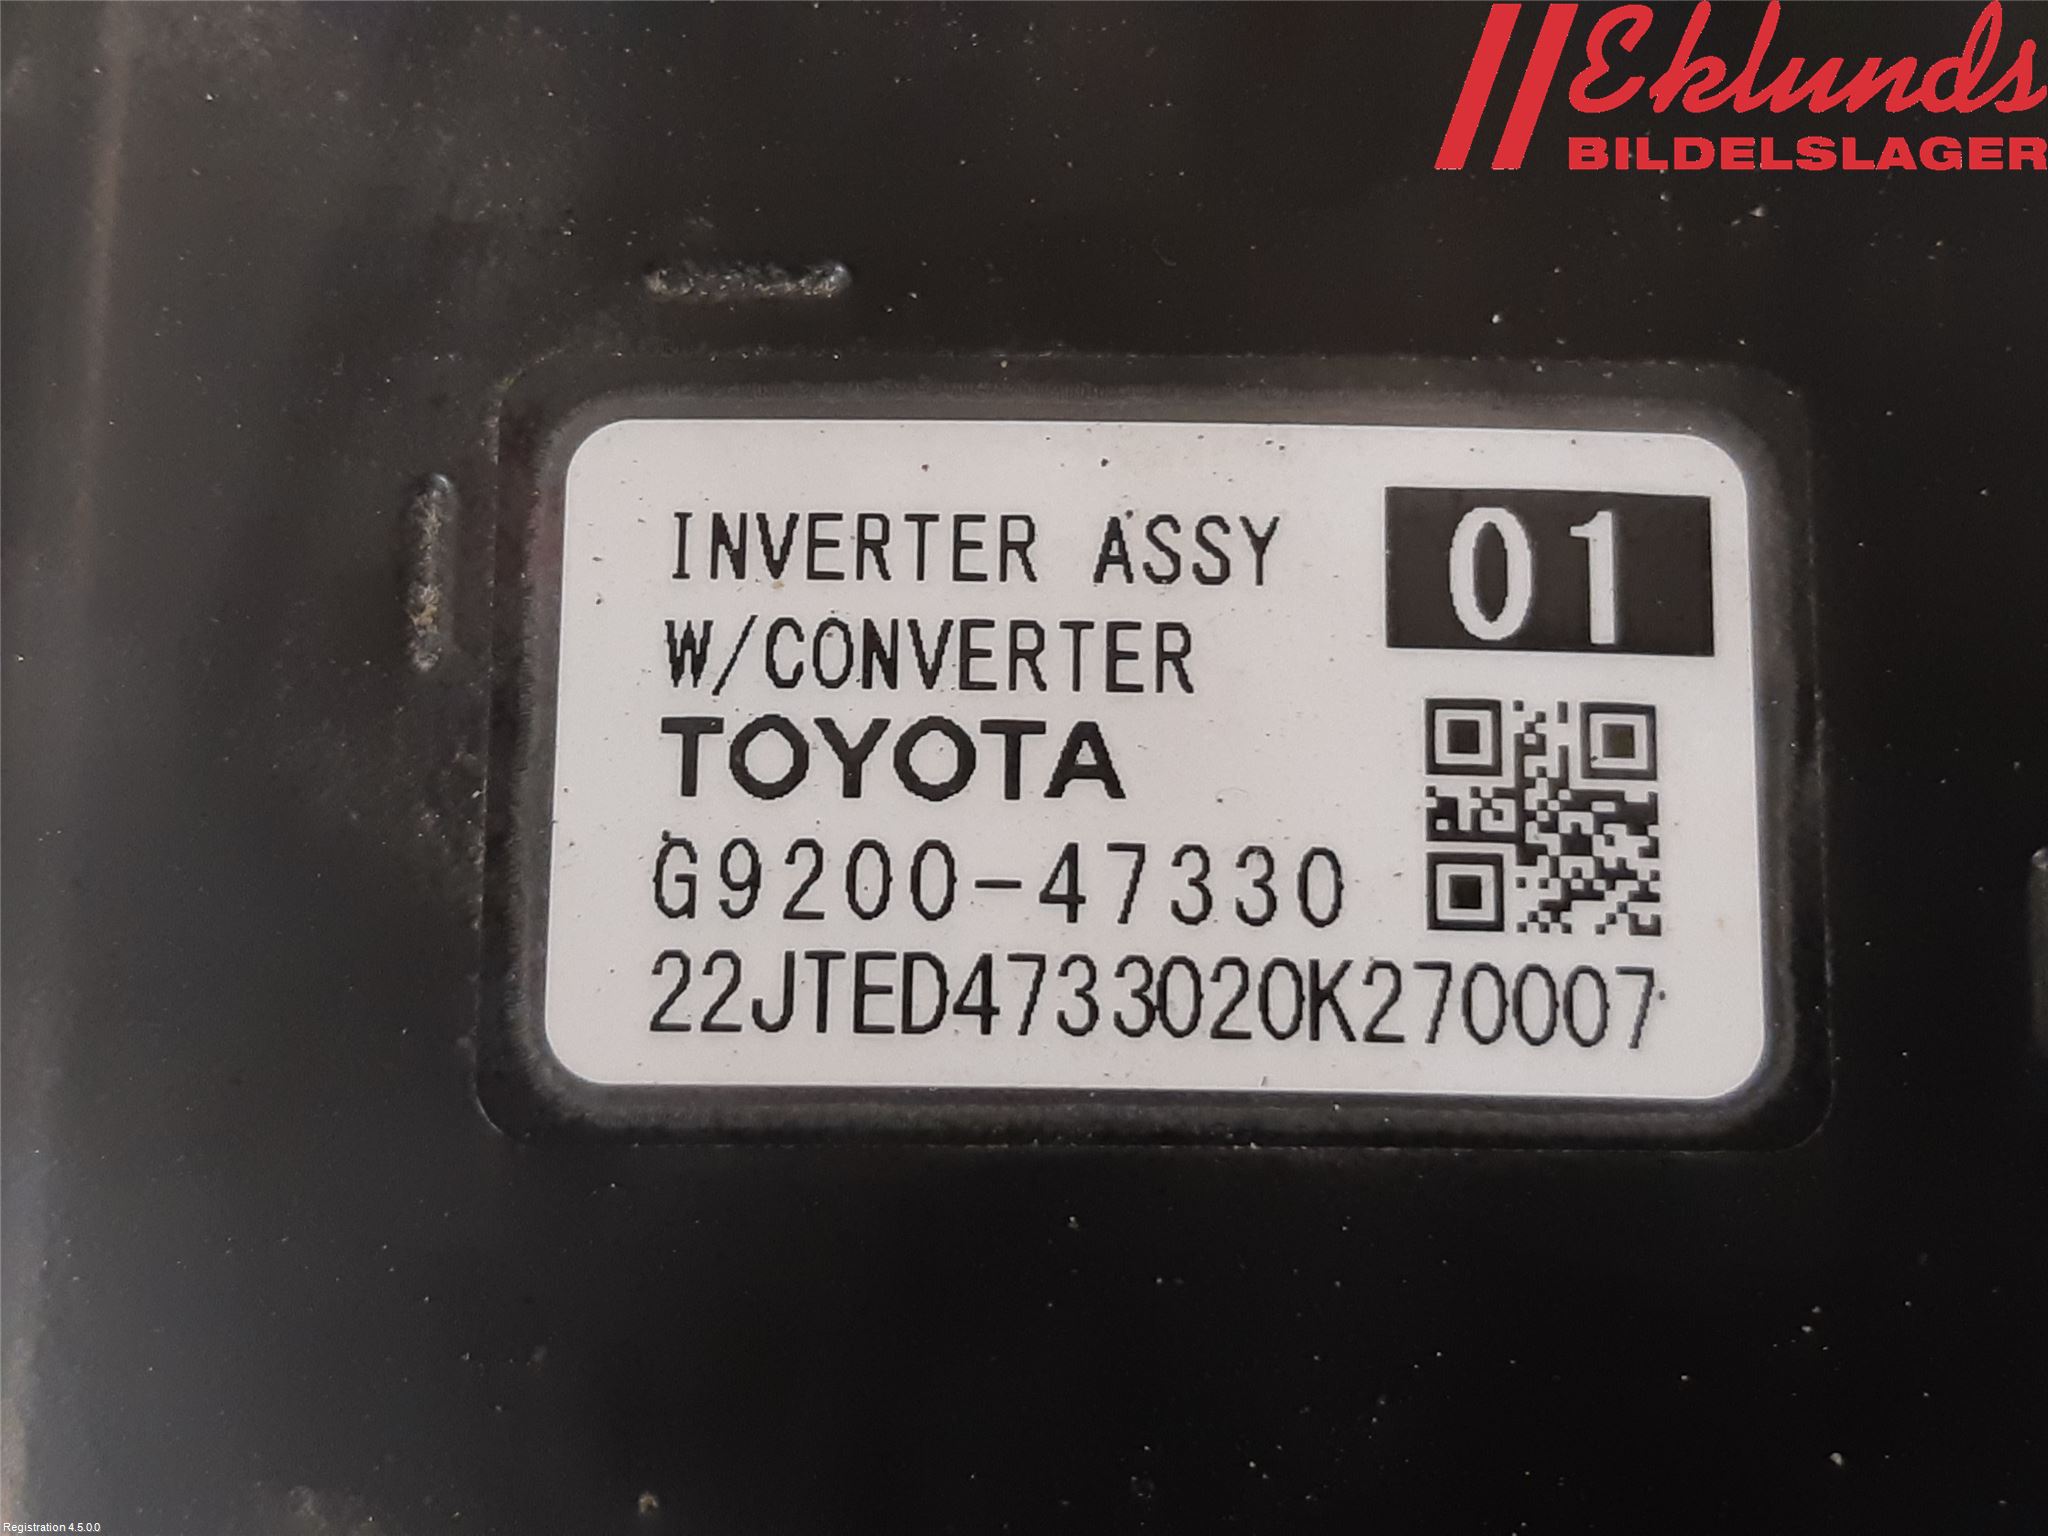 Eklunds
BILDELSLAGER
INVERTER ASSY
01
W/CONVERTER
TOYOTA
G9200-47330
22JTED4733020K270007
Registration 4.5.0.0